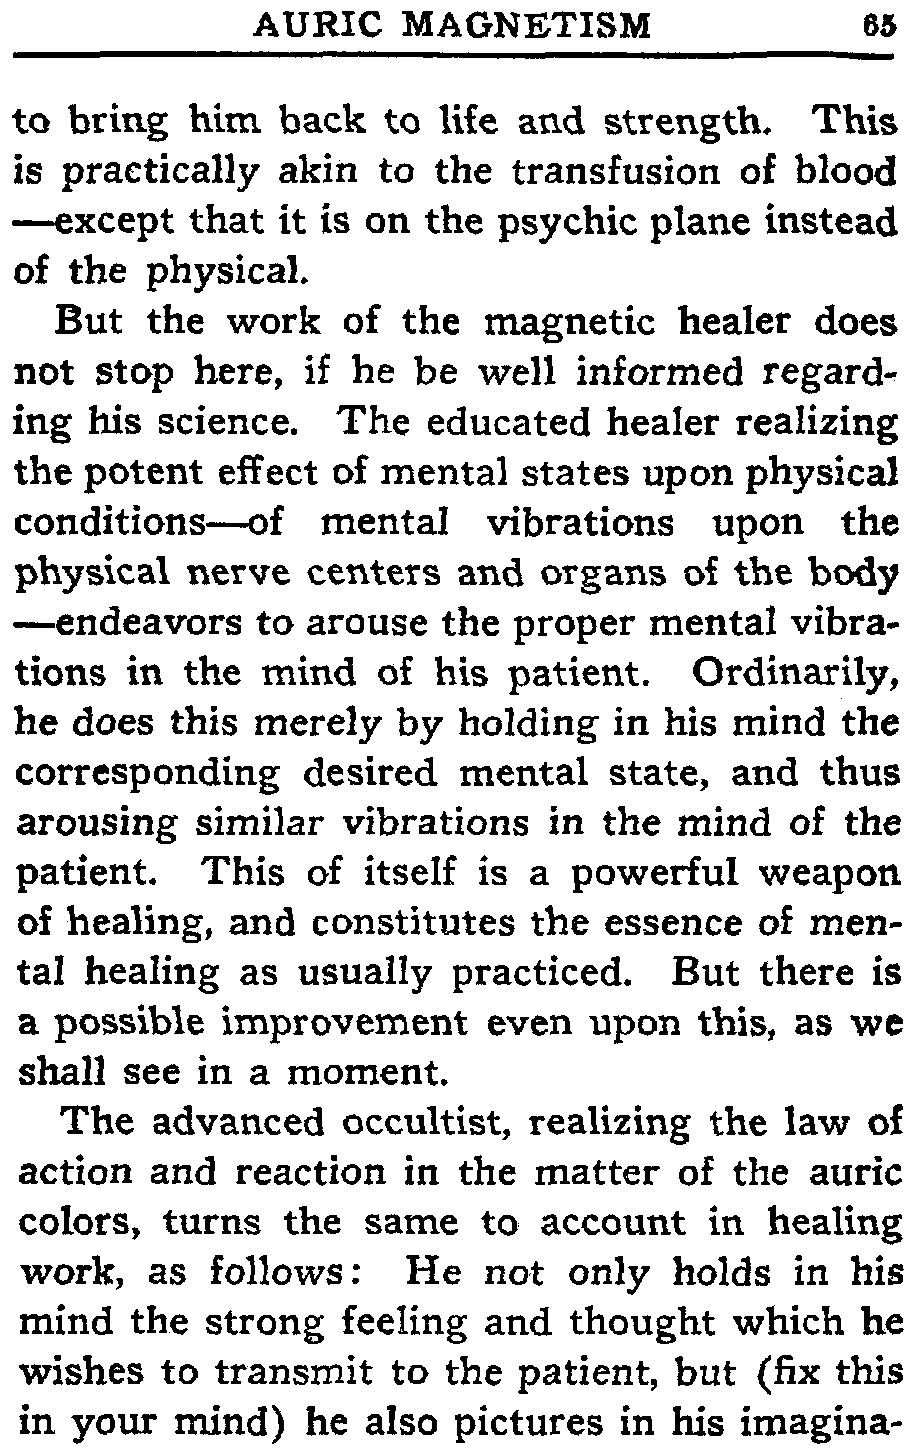 AURIC MAGNETISM 65
to bring him back to life and strength. This
is practically akin to the transfusion of blood
—except that it is on the psychic plane instead
of the physical.
But the work of the magnetic healer does
not stop here, if he be well informed regard-
ing his science. The educated healer realizing
the potent effect of mental states upon physical
conditions—of mental vibrations upon the
physical nerve centers and organs of the body
—endeavors to arouse the proper mental vibra-
tions in the mind of his patient. Ordinarily,
he does this merely by holding in his mind the
corresponding desired mental state, and thus
arousing similar vibrations in the mind of the
patient. This of itself is a powerful weapon
of healing, and constitutes the essence of men-
tal healing as usually practiced. But there is
a possible improvement even upon this, as we
shall see in a moment.
The advanced occultist, realizing the law of
action and reaction in the matter of the auric
colors, turns the same to account in healing
work, as follows: He not only holds in his
mind the strong feeling and thought which he
wishes to transmit to the patient, but (fix this
in your mind) he also pictures in his imagina-